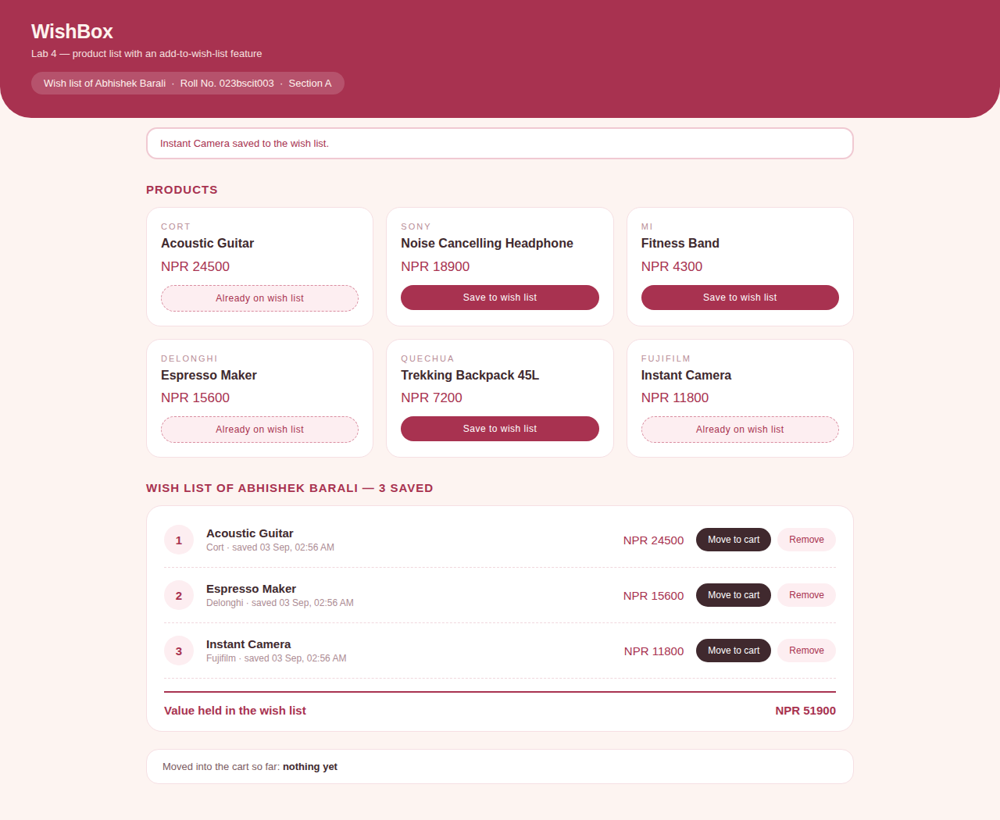 WishBox
Lab 4 — product list with an add-to-wish-list feature
Wish list of Abhishek Barali · Roll No. 023bscit003 · Section A
Instant Camera saved to the wish list.
PRODUCTS
CORT
Acoustic Guitar
NPR 24500
Already on wish list
SONY
Noise Cancelling Headphone
NPR 18900
Save to wish list
MI
Fitness Band
NPR 4300
Save to wish list
DELONGHI
Espresso Maker
NPR 15600
Already on wish list
QUECHUA
Trekking Backpack 45L
NPR 7200
Save to wish list
FUJIFILM
Instant Camera
NPR 11800
Already on wish list
WISH LIST OF ABHISHEK BARALI — 3 SAVED
1
Acoustic Guitar
Cort · saved 03 Sep, 02:56 AM
NPR 24500
Move to cart
Remove
2
Espresso Maker
Delonghi · saved 03 Sep, 02:56 AM
NPR 15600
Move to cart
Remove
3
Instant Camera
Fujifilm · saved 03 Sep, 02:56 AM
NPR 11800
Move to cart
Remove
Value held in the wish list
NPR 51900
Moved into the cart so far: nothing yet